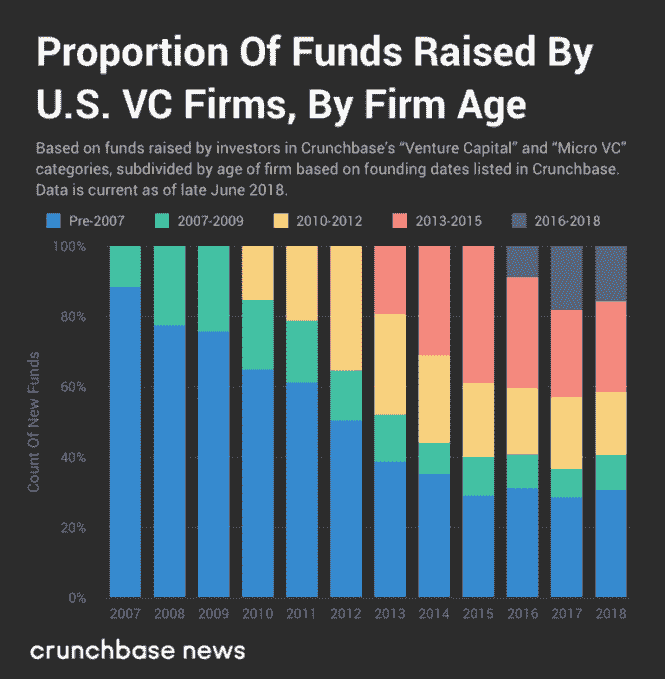 Proportion Of Funds Raised By
U.S. VC Firms, By Firm Age
Based on funds raised by investors in Crunchbase's “Venture Capital” and “Micro VC”
categories, subdivided by age of firm based on founding dates listed in Crunchbase.
Data is current as of late June 2018.
Pre-2007 2007-2009 2010-2012 2013-2015 2016-2018
100%
80%
60%
40%
20%
0%
Count Of New Funds
2007 2008 2009 2010 2011 2012 2013 2014 2015 2016 2017 2018
crunchbase news